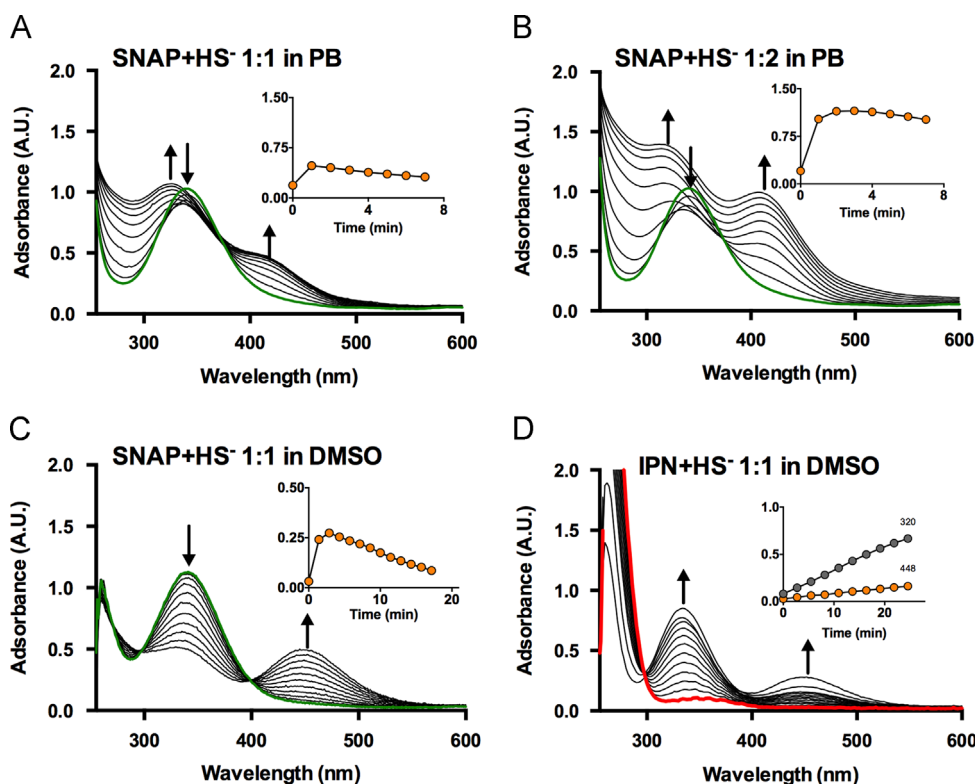 A
SNAP+HS- 1:1 in PB
2.0
1.5
1.0
0.5
0.0
Adsorbance (A.U.)
300 400 500 600
Wavelength (nm)
1.50
0.75
0.00
0 4 8
Time (min)
B
SNAP+HS- 1:2 in PB
2.0
1.5
1.0
0.5
0.0
Adsorbance (A.U.)
300 400 500 600
Wavelength (nm)
1.50
0.75
0.00
0 4 8
Time (min)
C
SNAP+HS- 1:1 in DMSO
2.0
1.5
1.0
0.5
0.0
Adsorbance (A.U.)
300 400 500 600
Wavelength (nm)
0.50
0.25
0.00
0 10 20
Time (min)
D
IPN+HS- 1:1 in DMSO
2.0
1.5
1.0
0.5
0.0
Adsorbance (A.U.)
300 400 500 600
Wavelength (nm)
1.0
0.5
0.0
320
448
0 10 20
Time (min)